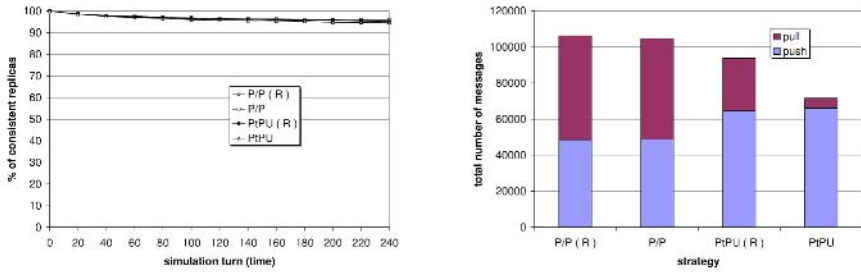 % of consistent replicas
100
90
80
70
60
50
40
30
20
10
0
P/P ( R )
P/P
PtPU ( R )
PtPU
0 20 40 60 80 100 120 140 160 180 200 220 240
simulation turn (time)
total number of messages
120000
100000
80000
60000
40000
20000
0
pull
push
P/P ( R ) P/P PtPU ( R ) PtPU
strategy